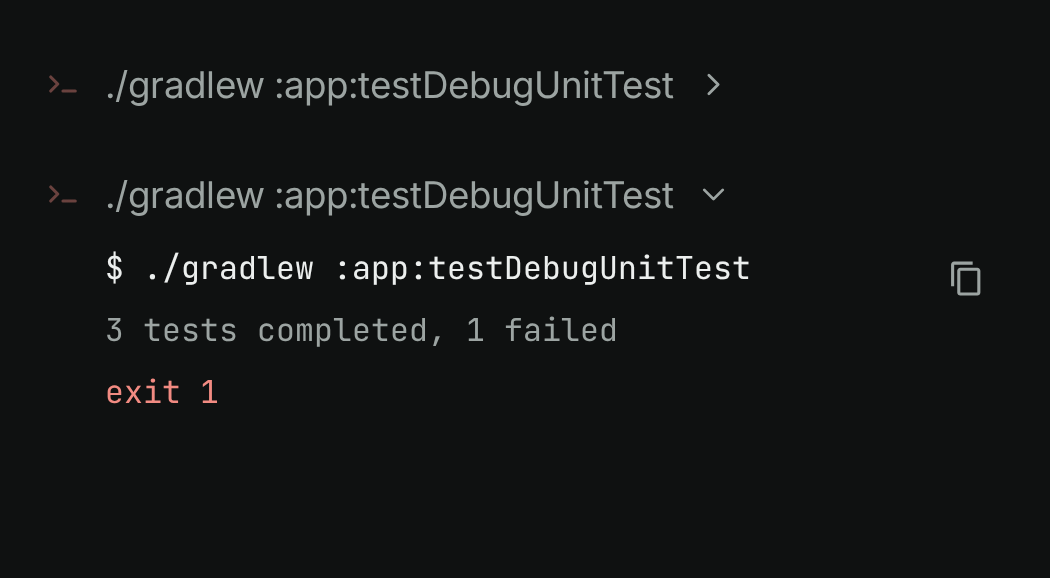 ./gradlew :app:testDebugUnitTest
./gradlew :app:testDebugUnitTest
$ ./gradlew :app:testDebugUnitTest
3 tests completed, 1 failed
exit 1